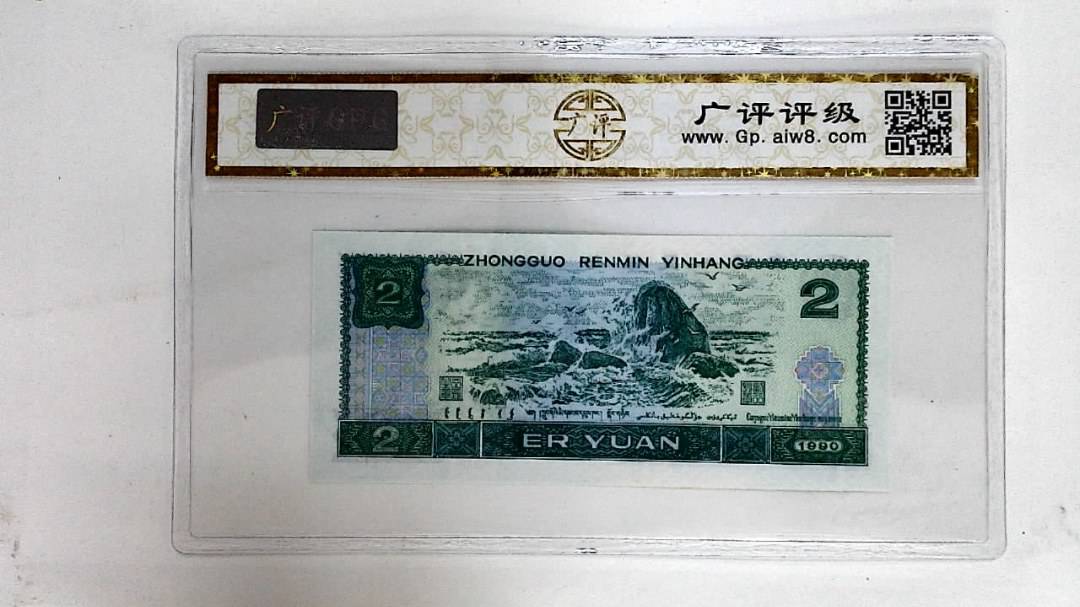 广评GPG
广评
广评评级
www.Gp.aiw8.com
ZHONGGUO RENMIN YINHANG
2
2
2
ER YUAN
1990